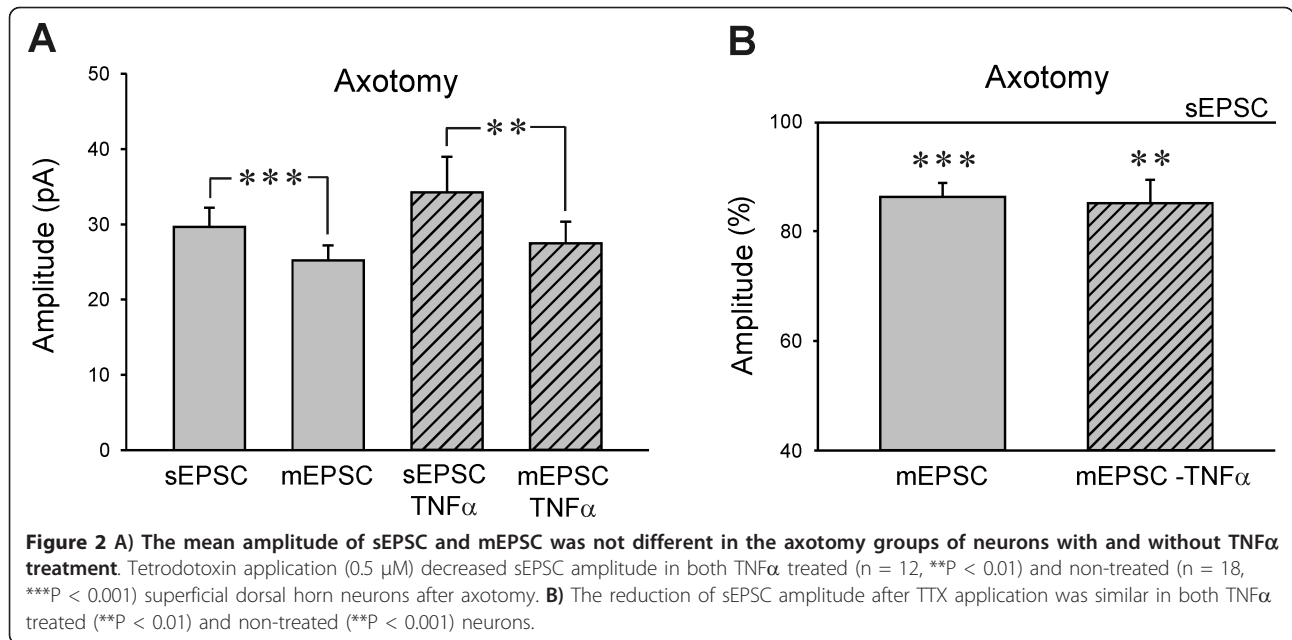 A
Axotomy
Amplitude (pA)
50
40
30
20
10
0
***
**
sEPSC
mEPSC
sEPSC
TNFα
mEPSC
TNFα
B
Axotomy
sEPSC
Amplitude (%)
100
80
60
40
***
**
mEPSC
mEPSC -TNFα
Figure 2 A) The mean amplitude of sEPSC and mEPSC was not different in the axotomy groups of neurons with and without TNFα
treatment. Tetrodotoxin application (0.5 μM) decreased sEPSC amplitude in both TNFα treated (n = 12, **P < 0.01) and non-treated (n = 18,
***P < 0.001) superficial dorsal horn neurons after axotomy. B) The reduction of sEPSC amplitude after TTX application was similar in both TNFα
treated (**P < 0.01) and non-treated (**P < 0.001) neurons.